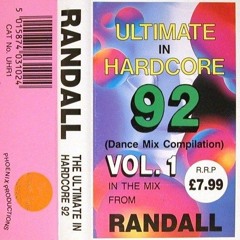 5 015874 031024
CAT No. UHR1
RANDALL
THE ULTIMATE IN
HARDCORE 92
PHOENIX PRODUCTIONS
ULTIMATE
IN
HARDCORE
92
(Dance Mix Compilation)
VOL. 1
IN THE MIX
FROM
RANDALL
R.R.P
£7.99